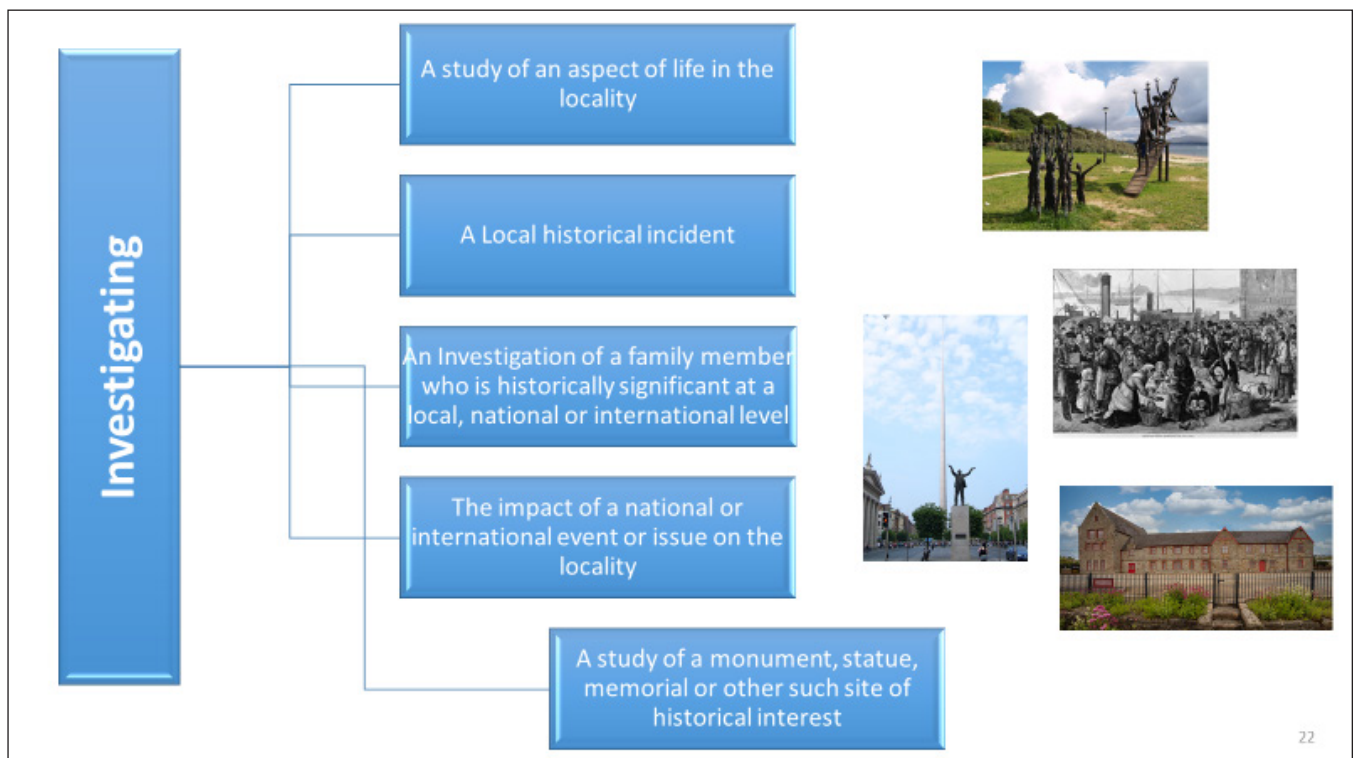 Investigating
A study of an aspect of life in the
locality
A Local historical incident
An Investigation of a family member
who is historically significant at a
local, national or international level
The impact of a national or
international event or issue on the
locality
A study of a monument, statue,
memorial or other such site of
historical interest
22